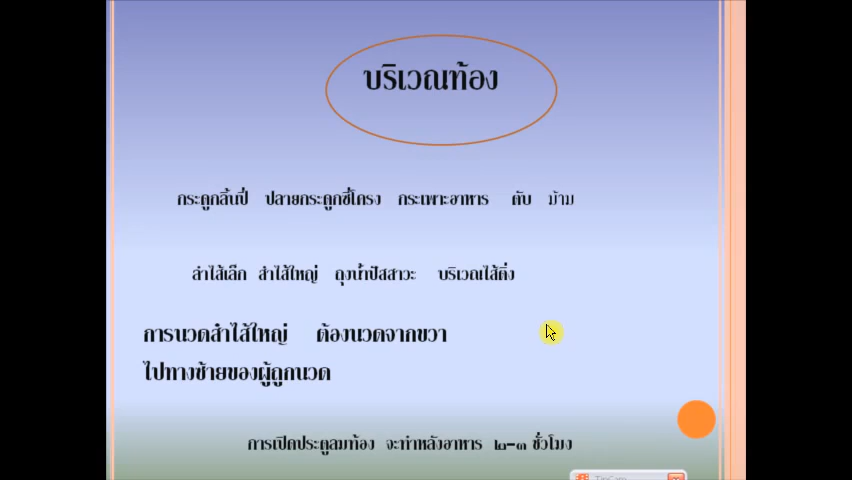 บริเวณท้อง
กระดูกลิ้นปี่ ปลายกระดูกซี่โครง กระเพาะอาหาร ตับ ม้าม
ลำไส้เล็ก ลำไส้ใหญ่ ถุงน้ำปัสสาวะ บริเวณไส้ติ่ง
การนวดลำไส้ใหญ่ ต้องนวดจากขวา
ไปทางซ้ายของผู้ถูกนวด
การเปิดประตูลมท้อง จะทำหลังอาหาร ๒-๓ ชั่วโมง